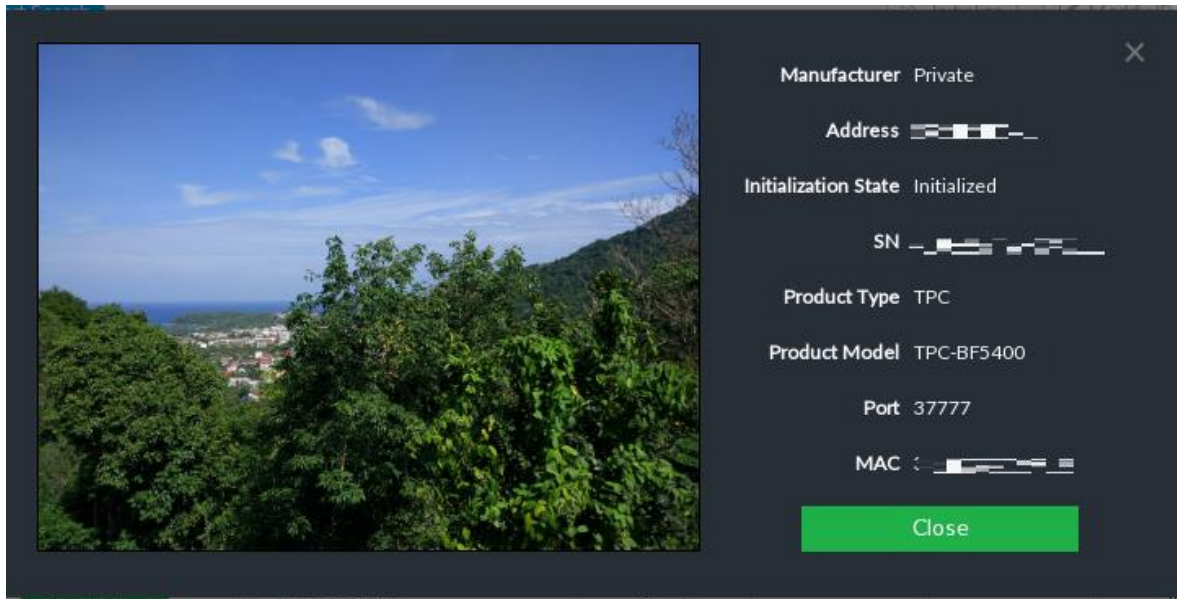 Manufacturer Private
Address
Initialization State Initialized
SN
Product Type TPC
Product Model TPC-BF5400
Port 37777
MAC
Close